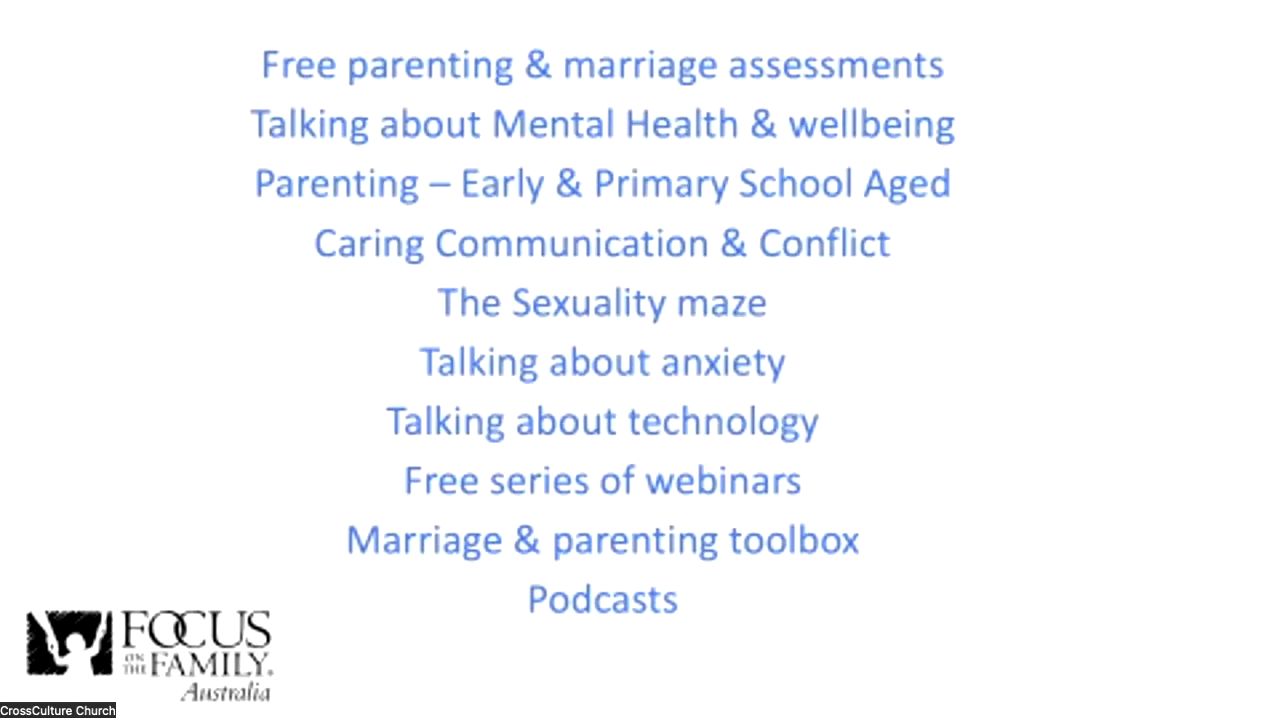 Free parenting & marriage assessments
Talking about Mental Health & wellbeing
Parenting – Early & Primary School Aged
Caring Communication & Conflict
The Sexuality maze
Talking about anxiety
Talking about technology
Free series of webinars
Marriage & parenting toolbox
Podcasts
FOCUS
ON THE FAMILY.
Australia
CrossCulture Church